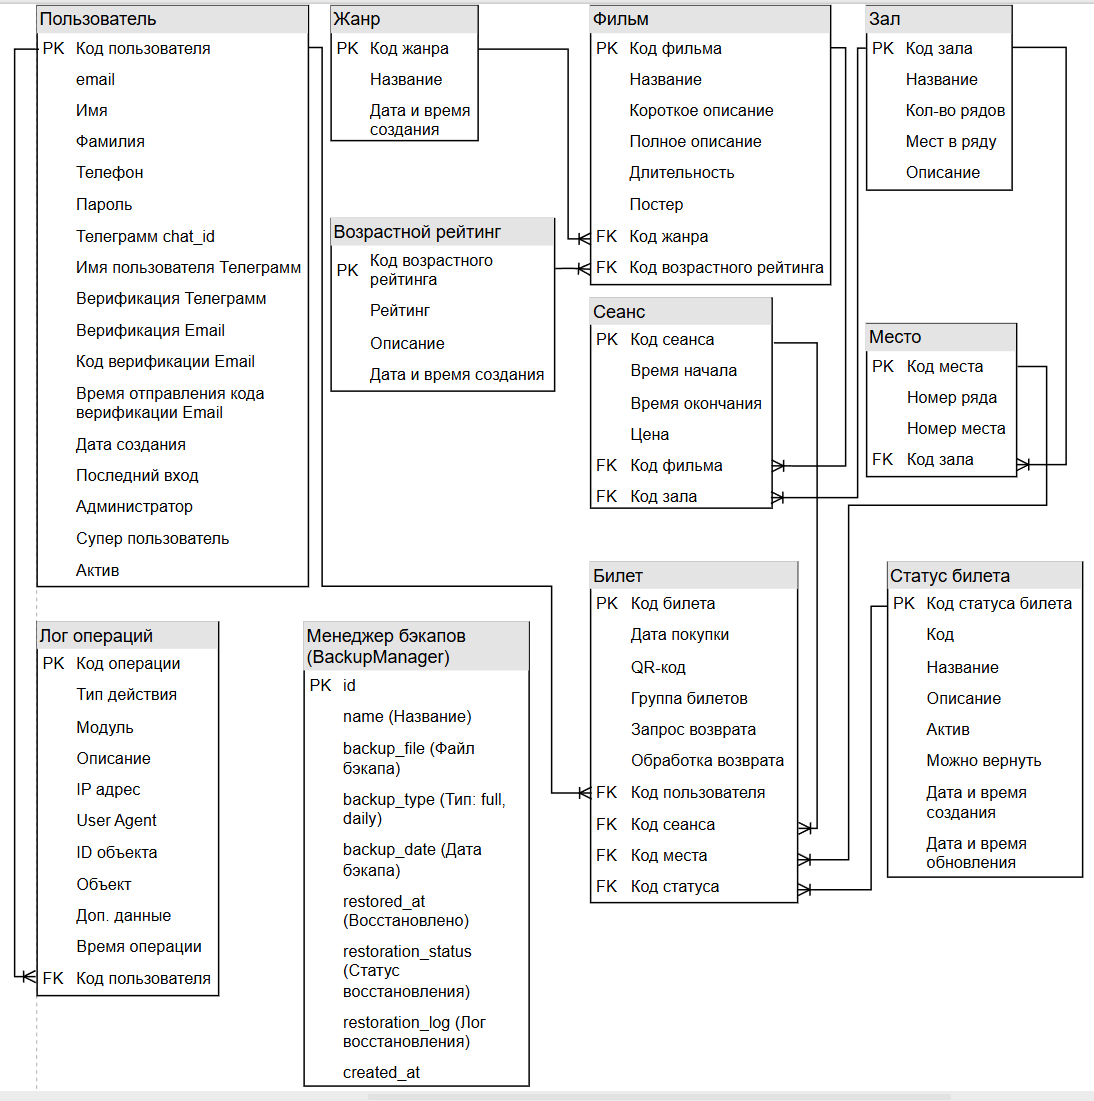 Пользователь
PK Код пользователя
email
Имя
Фамилия
Телефон
Пароль
Телеграмм chat_id
Имя пользователя Телеграмм
Верификация Телеграмм
Верификация Email
Код верификации Email
Время отправления кода
верификации Email
Дата создания
Последний вход
Администратор
Супер пользователь
Актив
Жанр
PK Код жанра
Название
Дата и время
создания
Возрастной рейтинг
PK Код возрастного
рейтинга
Рейтинг
Описание
Дата и время создания
Фильм
PK Код фильма
Название
Короткое описание
Полное описание
Длительность
Постер
FK Код жанра
FK Код возрастного рейтинга
Зал
PK Код зала
Название
Кол-во рядов
Мест в ряду
Описание
Сеанс
PK Код сеанса
Время начала
Время окончания
Цена
FK Код фильма
FK Код зала
Место
PK Код места
Номер ряда
Номер места
FK Код зала
Лог операций
PK Код операции
Тип действия
Модуль
Описание
IP адрес
User Agent
ID объекта
Объект
Доп. данные
Время операции
FK Код пользователя
Менеджер бэкапов
(BackupManager)
PK id
name (Название)
backup_file (Файл
бэкапа)
backup_type (Тип: full,
daily)
backup_date (Дата
бэкапа)
restored_at
(Восстановлено)
restoration_status
(Статус
восстановления)
restoration_log (Лог
восстановления)
created_at
Билет
PK Код билета
Дата покупки
QR-код
Группа билетов
Запрос возврата
Обработка возврата
FK Код пользователя
FK Код сеанса
FK Код места
FK Код статуса
Статус билета
PK Код статуса билета
Код
Название
Описание
Актив
Можно вернуть
Дата и время
создания
Дата и время
обновления